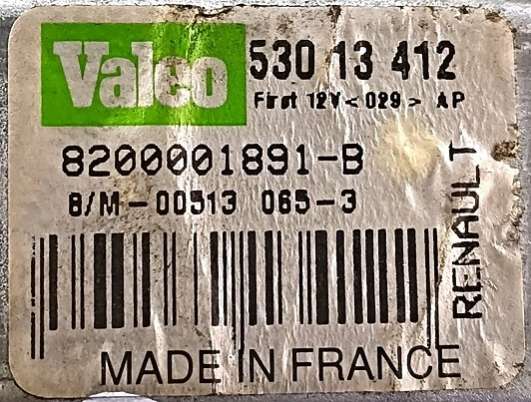 Valeo
530 13 412
First 12V < 029 > AP
8200001891-B
B/M-00513 065-3
RENAULT
MADE IN FRANCE